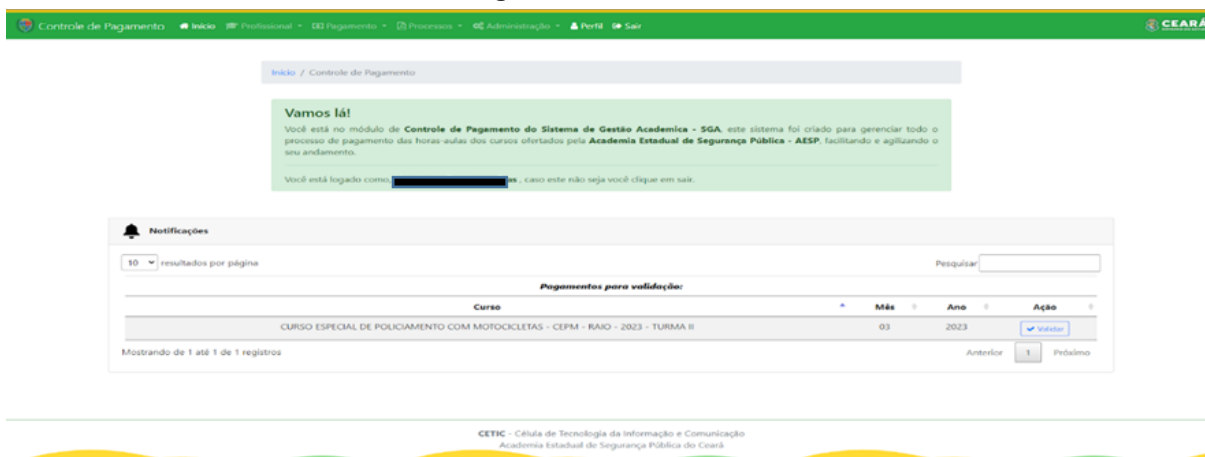 Controle de Pagamento Início Profissional Pagamento Processos Administração Perfil Sair CEARÁ
Início / Controle de Pagamento
Vamos lá!
Você está no módulo de Controle de Pagamento do Sistema de Gestão Academica - SGA, este sistema foi criado para gerenciar todo o
processo de pagamento das horas-aulas dos cursos ofertados pela Academia Estadual de Segurança Pública - AESP, facilitando e agilizando o
seu andamento.
Você está logado como, as , caso este não seja você clique em sair.
Notificações
10 resultados por página Pesquisar
Pagamentos para validação:
Curso Mês Ano Ação
CURSO ESPECIAL DE POLICIAMENTO COM MOTOCICLETAS - CEPM - RAIO - 2023 - TURMA II 03 2023 Validar
Mostrando de 1 até 1 de 1 registros Anterior 1 Próximo
CETIC - Célula de Tecnologia da Informação e Comunicação
Academia Estadual de Segurança Pública do Ceará